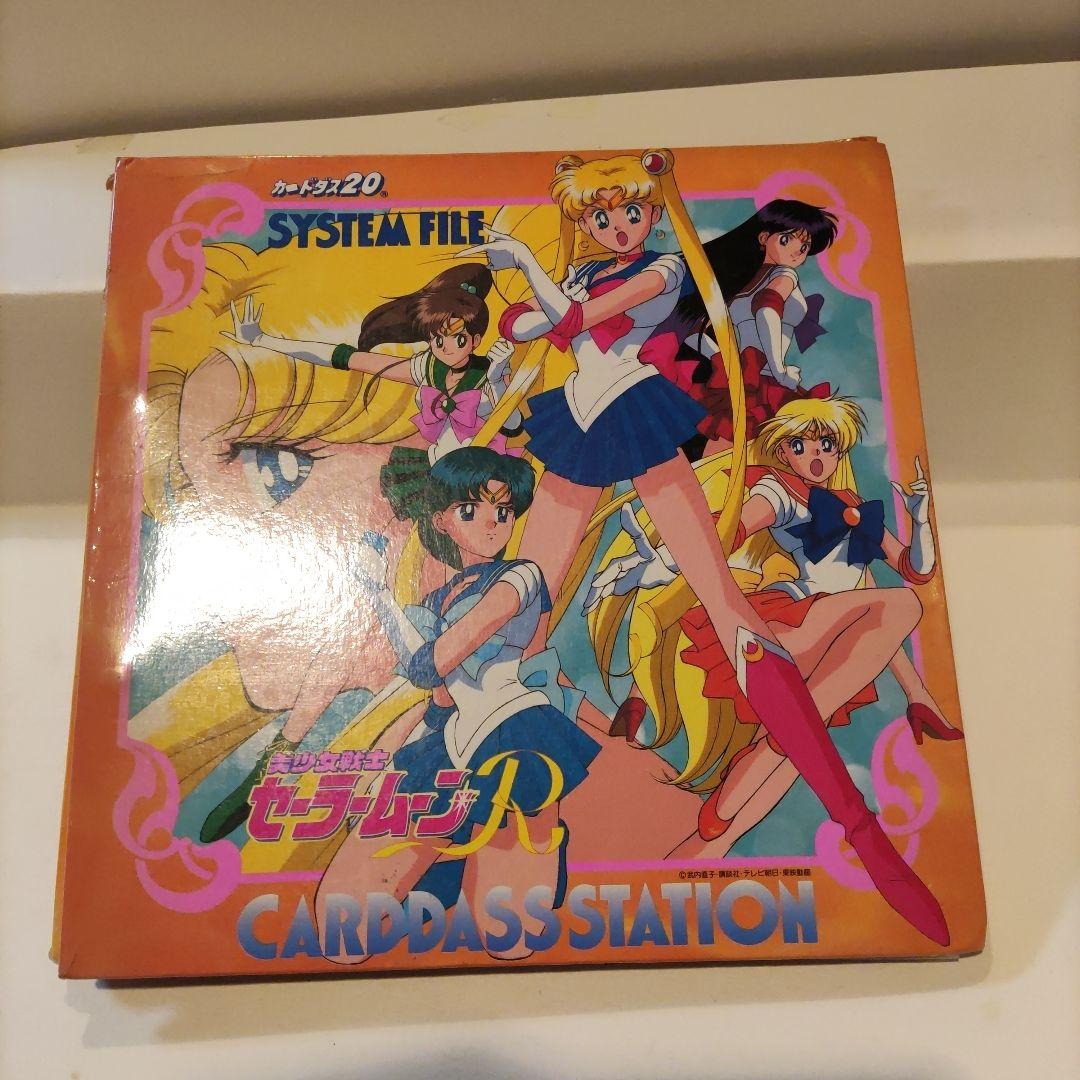 カードダス20®
SYSTEM FILE
美少女戦士
セーラームーンR
©武内直子・講談社・テレビ朝日・東映動画
CARDDASS STATION